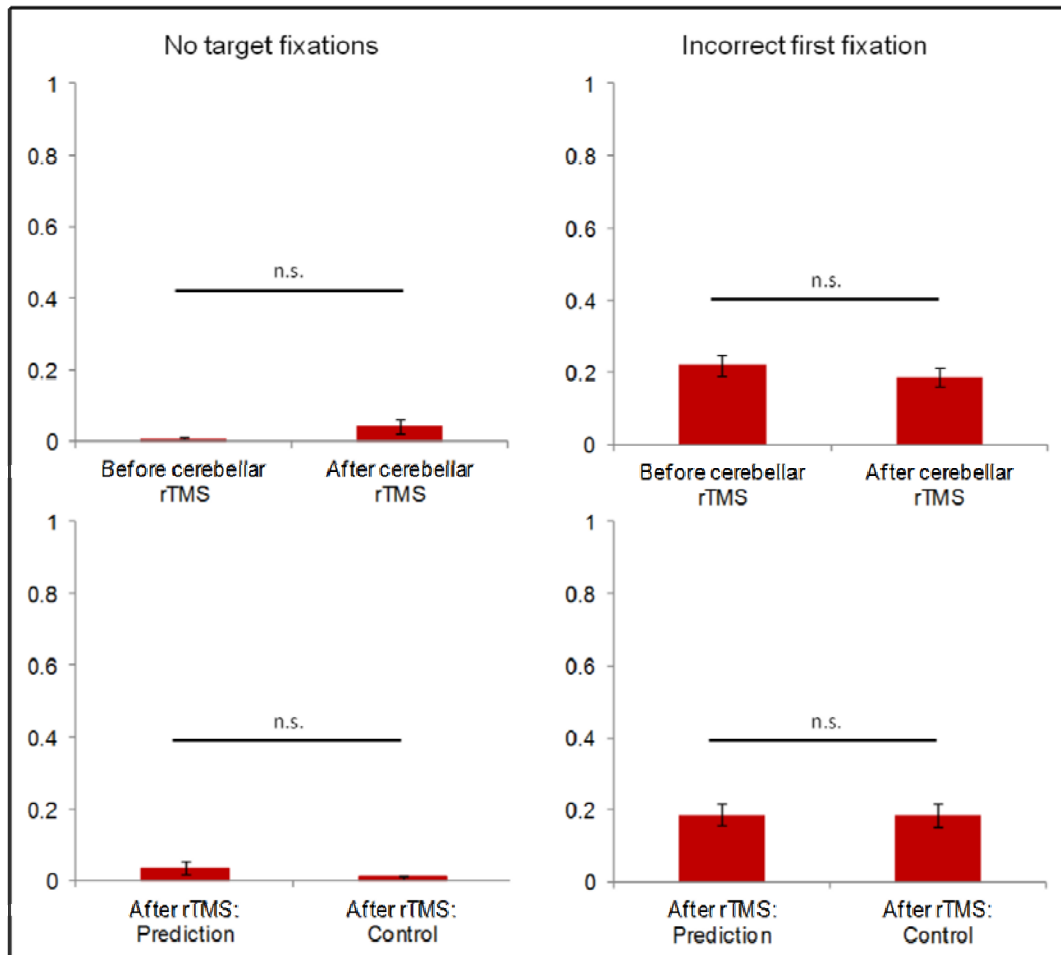 No target fixations
1
0.8
0.6
0.4
0.2
0
n.s.
Before cerebellar
rTMS
After cerebellar
rTMS
Incorrect first fixation
1
0.8
0.6
0.4
0.2
0
n.s.
Before cerebellar
rTMS
After cerebellar
rTMS
1
0.8
0.6
0.4
0.2
0
n.s.
After rTMS:
Prediction
After rTMS:
Control
1
0.8
0.6
0.4
0.2
0
n.s.
After rTMS:
Prediction
After rTMS:
Control